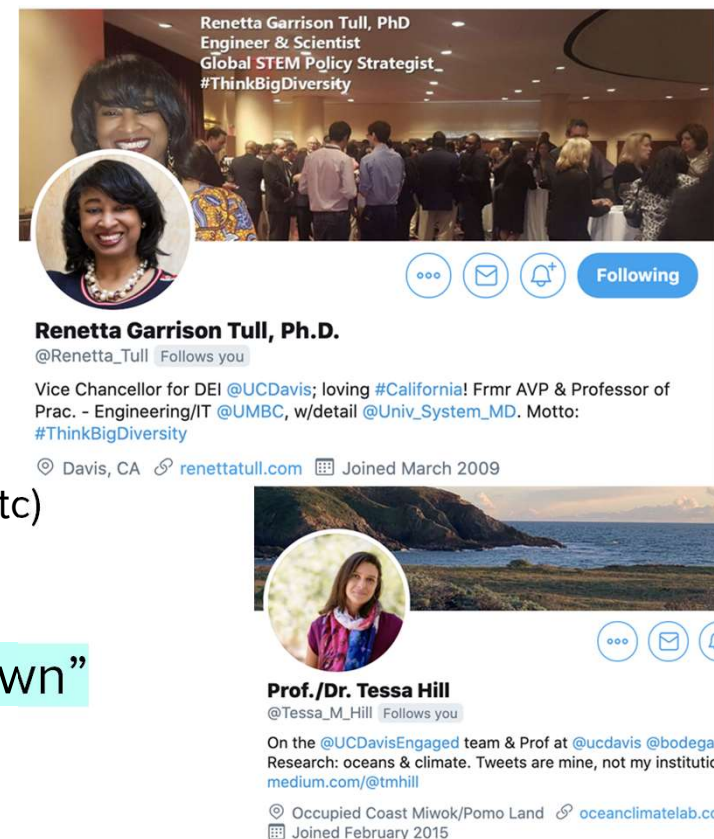 Renetta Garrison Tull, PhD
Engineer & Scientist
Global STEM Policy Strategist
#ThinkBigDiversity
Following
Renetta Garrison Tull, Ph.D.
@Renetta_Tull Follows you
Vice Chancellor for DEI @UCDavis; loving #California! Frmr AVP & Professor of
Prac. - Engineering/IT @UMBC, w/detail @Univ_System_MD. Motto:
#ThinkBigDiversity
Davis, CA renettatull.com Joined March 2009
tc)
wn”
Prof./Dr. Tessa Hill
@Tessa_M_Hill Follows you
On the @UCDavisEngaged team & Prof at @ucdavis @bodega
Research: oceans & climate. Tweets are mine, not my institutio
medium.com/@tmhill
Occupied Coast Miwok/Pomo Land oceanclimatelab.co
Joined February 2015